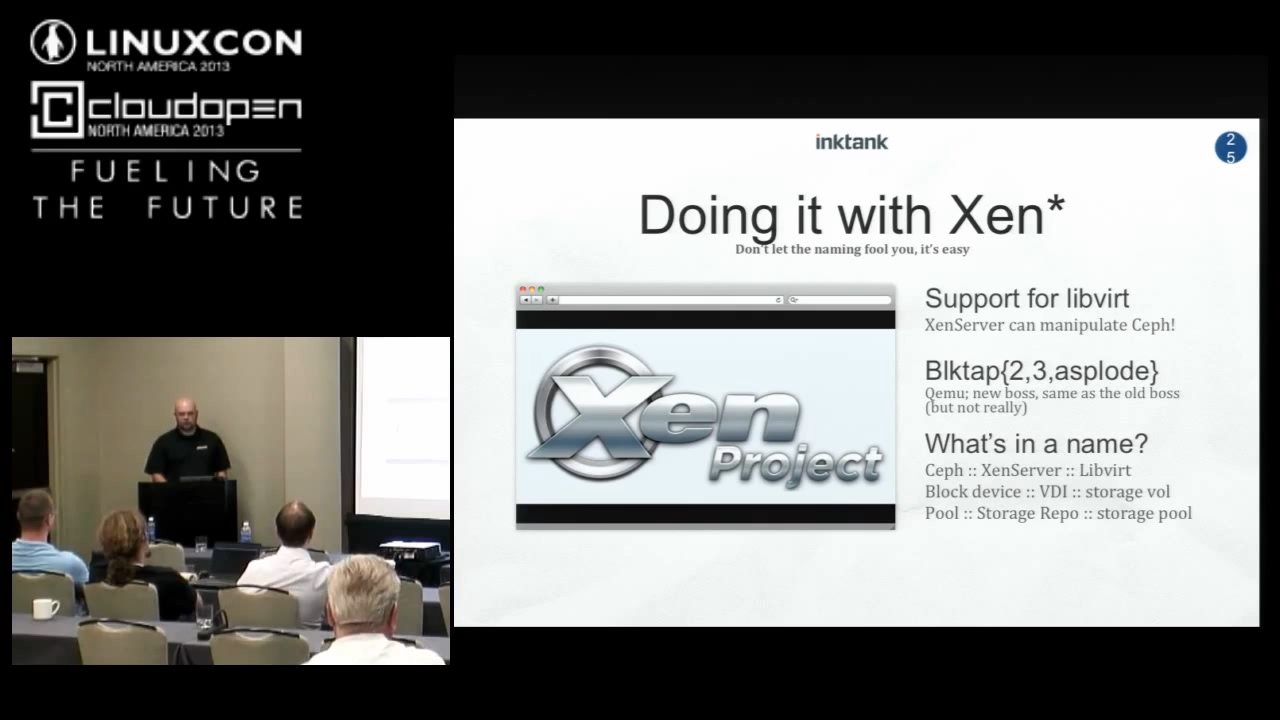 LINUXCON
NORTH AMERICA 2013
cloudopen
NORTH AMERICA 2013
FUELING
THE FUTURE
inktank
2
5
Doing it with Xen*
Don't let the naming fool you, it's easy
Xen
Project
Support for libvirt
XenServer can manipulate Ceph!
Blktap{2,3,asplode}
Qemu; new boss, same as the old boss
(but not really)
What's in a name?
Ceph :: XenServer :: Libvirt
Block device :: VDI :: storage vol
Pool :: Storage Repo :: storage pool